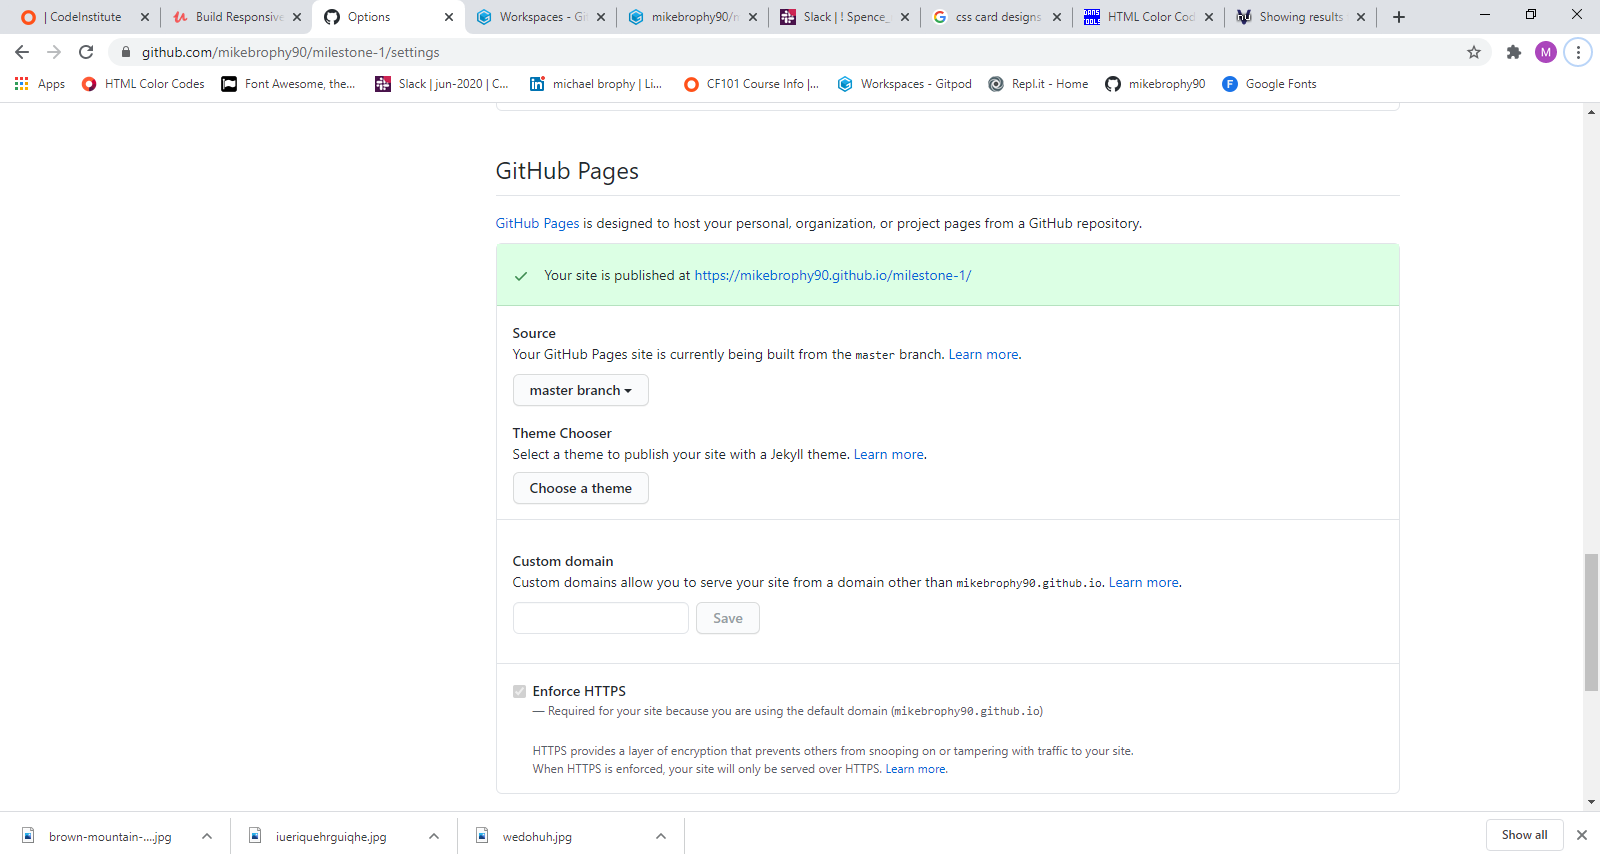 | CodeInstitute
Build Responsive
Options
Workspaces - Git
mikebrophy90/m
Slack | ! Spence_
css card designs
HTML Color Cod
Showing results
github.com/mikebrophy90/milestone-1/settings
M
Apps
HTML Color Codes
Font Awesome, the...
Slack | jun-2020 | C...
michael brophy | Li...
CF101 Course Info |...
Workspaces - Gitpod
Repl.it - Home
mikebrophy90
F
Google Fonts
GitHub Pages
GitHub Pages is designed to host your personal, organization, or project pages from a GitHub repository.
Your site is published at https://mikebrophy90.github.io/milestone-1/
Source
Your GitHub Pages site is currently being built from the master branch. Learn more.
master branch
Theme Chooser
Select a theme to publish your site with a Jekyll theme. Learn more.
Choose a theme
Custom domain
Custom domains allow you to serve your site from a domain other than mikebrophy90.github.io. Learn more.
Save
Enforce HTTPS
— Required for your site because you are using the default domain (mikebrophy90.github.io)
HTTPS provides a layer of encryption that prevents others from snooping on or tampering with traffic to your site.
When HTTPS is enforced, your site will only be served over HTTPS. Learn more.
brown-mountain-....jpg
iueriquehrguiqhe.jpg
wedohuh.jpg
Show all